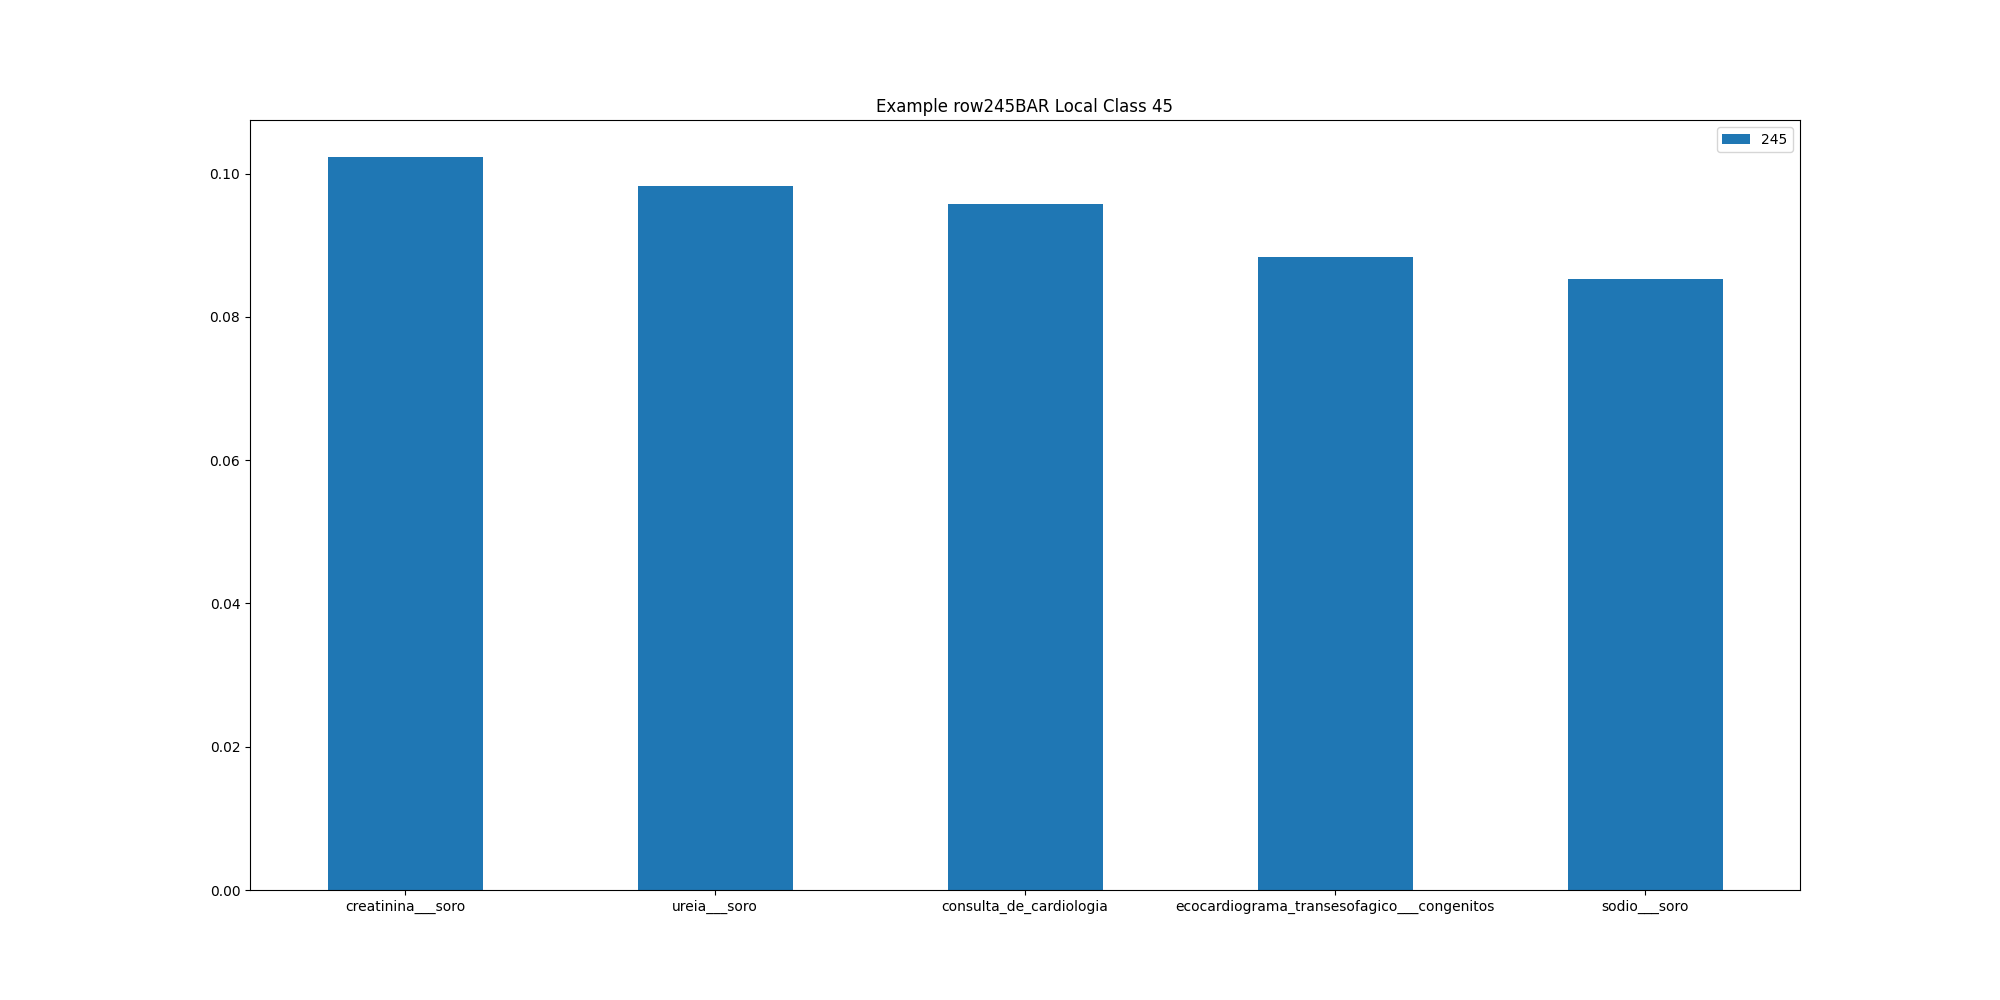 Example row245BAR Local Class 45
245
0.10
0.08
0.06
0.04
0.02
0.00
creatinina___soro
ureia___soro
consulta_de_cardiologia
ecocardiograma_transesofagico___congenitos
sodio___soro